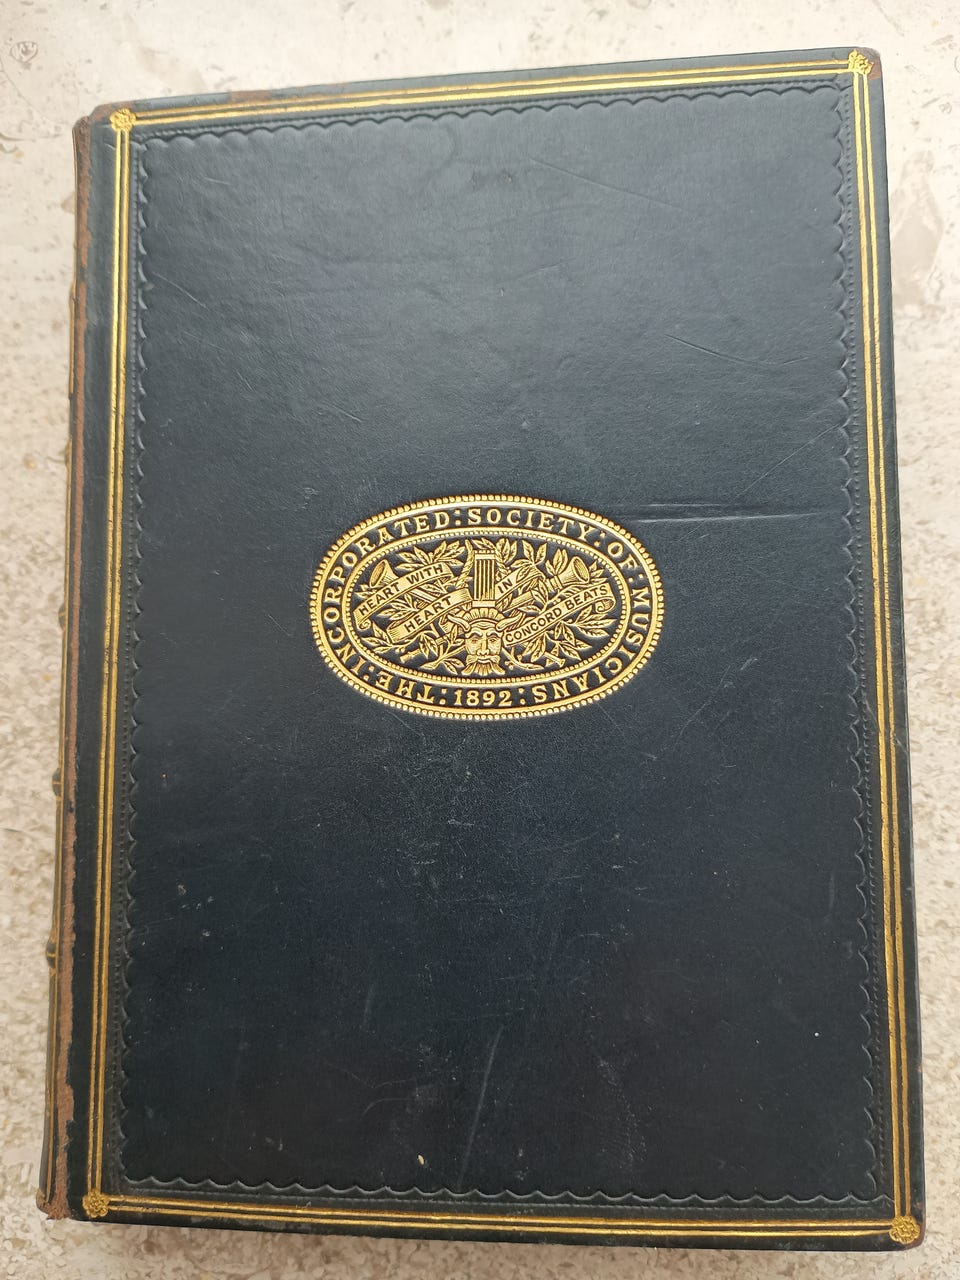 THE:INCORPORATED:SOCIETY:OF:MUSICIANS:
1892
HEART WITH
HEART IN
CONCORD BEATS